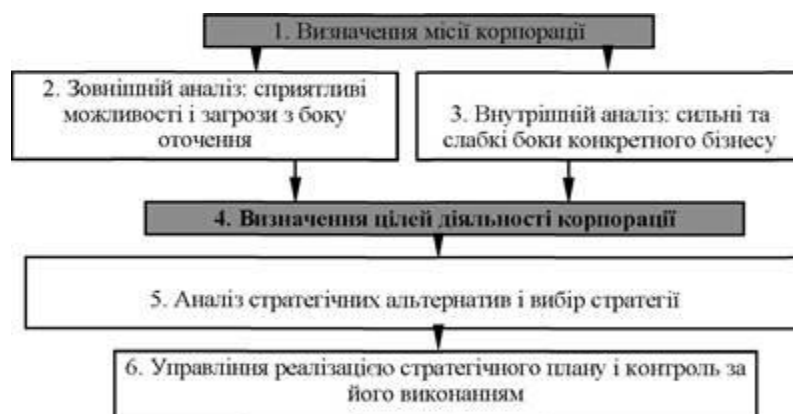 1. Визначення місії корпорації
2. Зовнішній аналіз: сприятливі
можливості і загрози з боку
оточення
3. Внутрішній аналіз: сильні та
слабкі боки конкретного бізнесу
4. Визначення цілей діяльності корпорації
5. Аналіз стратегічних альтернатив і вибір стратегії
6. Управління реалізацією стратегічного плану і контроль за
його виконанням